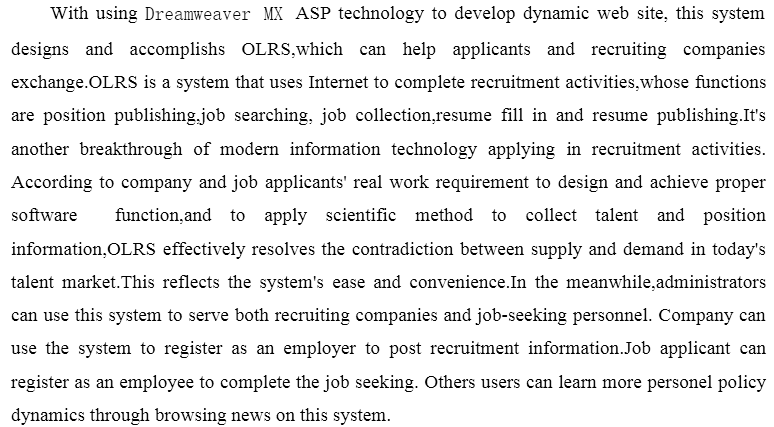 With using Dreamweaver MX ASP technology to develop dynamic web site, this system
designs and accomplishs OLRS,which can help applicants and recruiting companies
exchange.OLRS is a system that uses Internet to complete recruitment activities,whose functions
are position publishing,job searching, job collection,resume fill in and resume publishing.It's
another breakthrough of modern information technology applying in recruitment activities.
According to company and job applicants' real work requirement to design and achieve proper
software function,and to apply scientific method to collect talent and position
information,OLRS effectively resolves the contradiction between supply and demand in today's
talent market.This reflects the system's ease and convenience.In the meanwhile,administrators
can use this system to serve both recruiting companies and job-seeking personnel. Company can
use the system to register as an employer to post recruitment information.Job applicant can
register as an employee to complete the job seeking. Others users can learn more personel policy
dynamics through browsing news on this system.